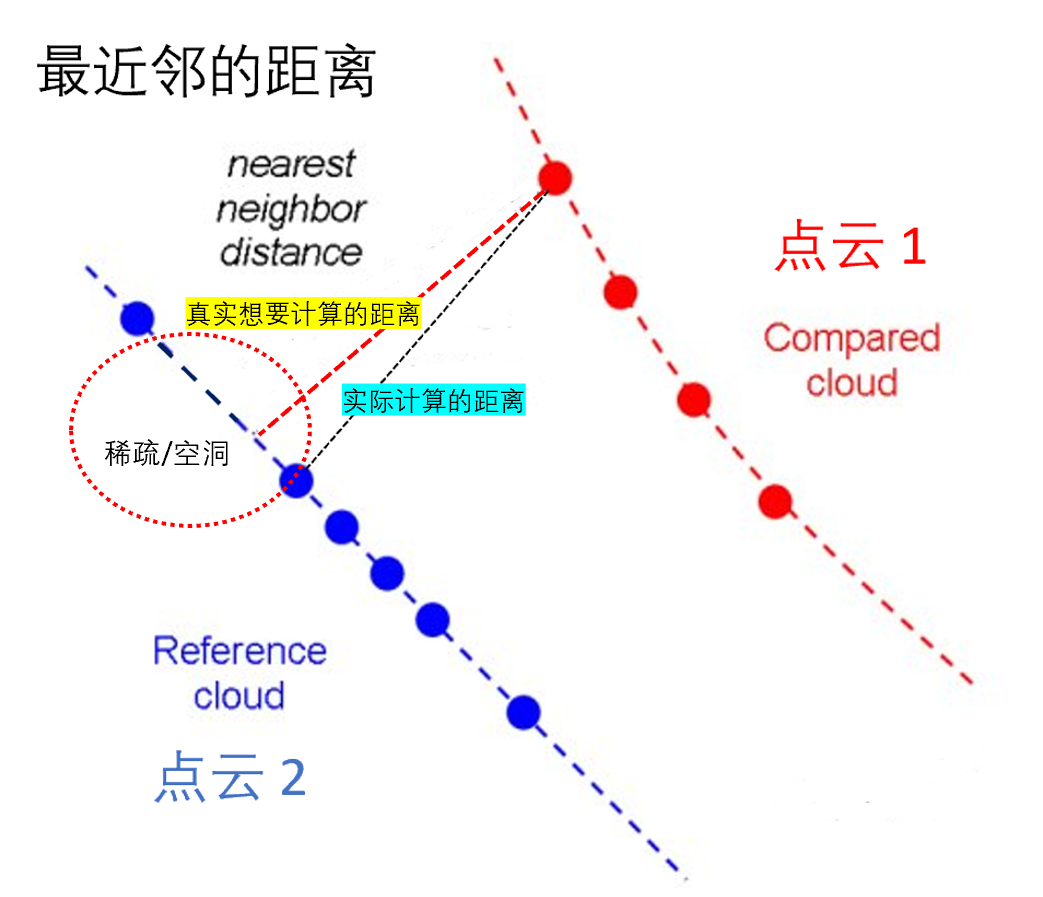 最近邻的距离
nearest
neighbor
distance
真实想要计算的距离
实际计算的距离
稀疏/空洞
点云 1
Compared
cloud
Reference
cloud
点云 2